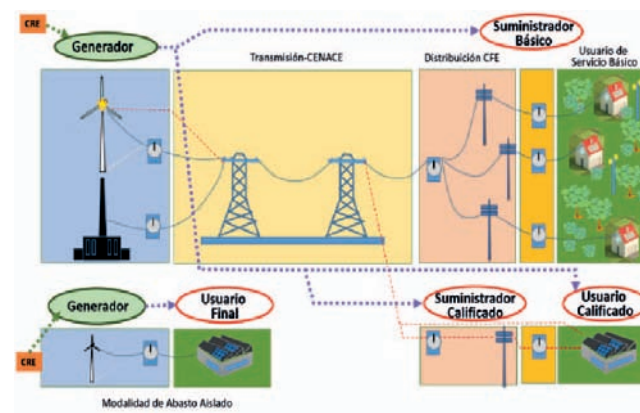 CRE
Generador
Suministrador
Básico
Transmisión-CENACE
Distribución CFE
Usuario de
Servicio Básico
Generador
Usuario
Final
Suministrador
Calificado
Usuario
Calificado
CRE
Modalidad de Abasto Aislado